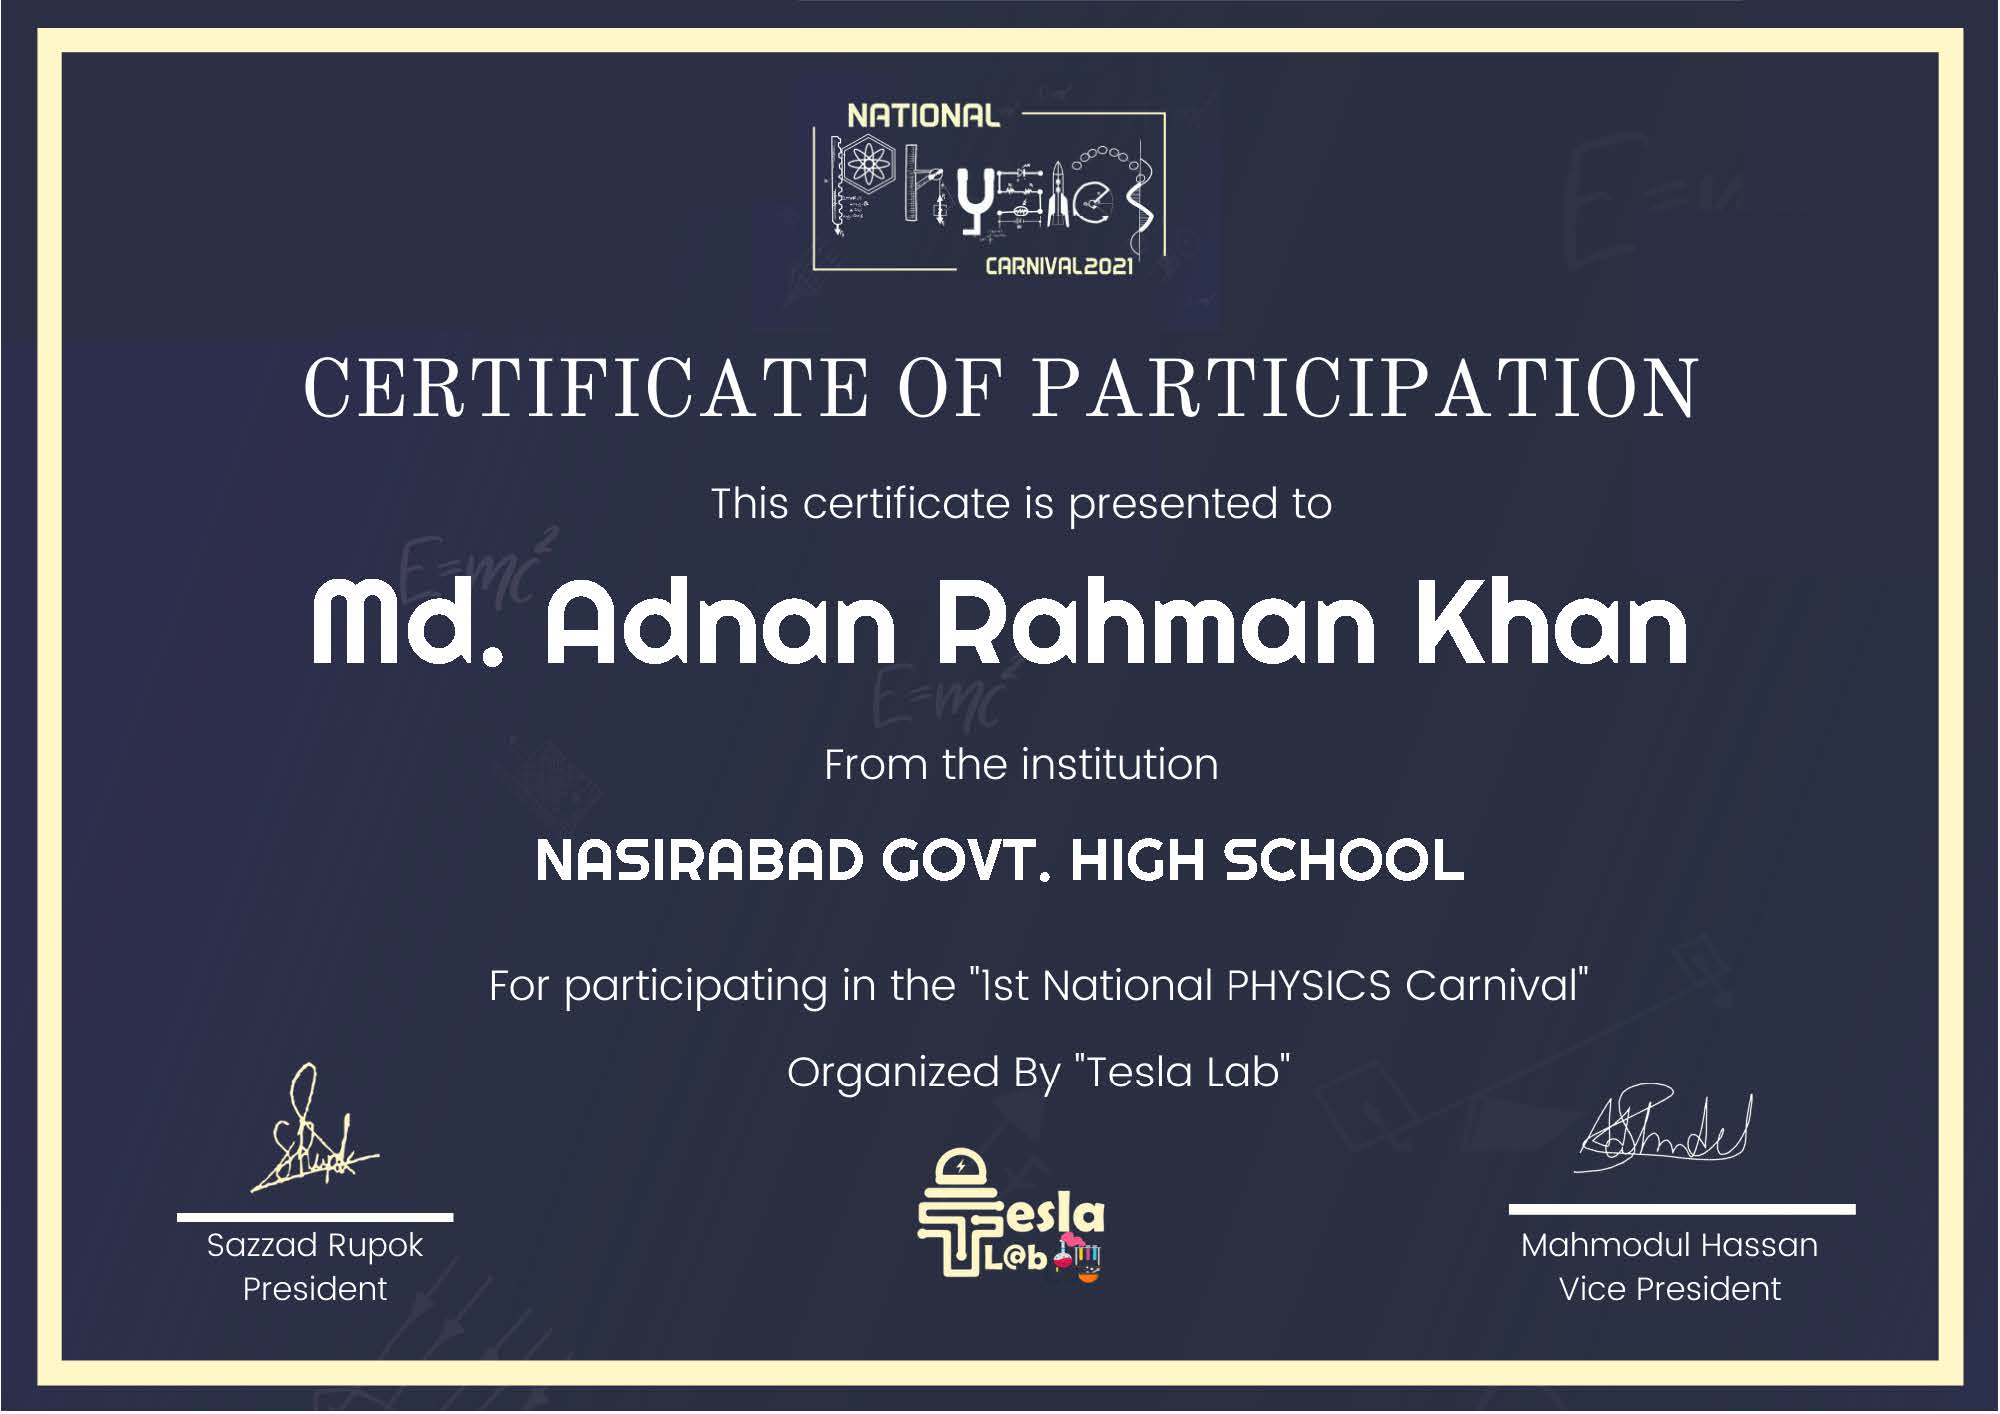 NATIONAL
Physics
CARNIVAL2021
CERTIFICATE OF PARTICIPATION
This certificate is presented to
E=mc²
Md. Adnan Rahman Khan
E=mc²
From the institution
NASIRABAD GOVT. HIGH SCHOOL
For participating in the "1st National PHYSICS Carnival"
Organized By "Tesla Lab"
Tesla
L@b
Sazzad Rupok
President
Mahmodul Hassan
Vice President